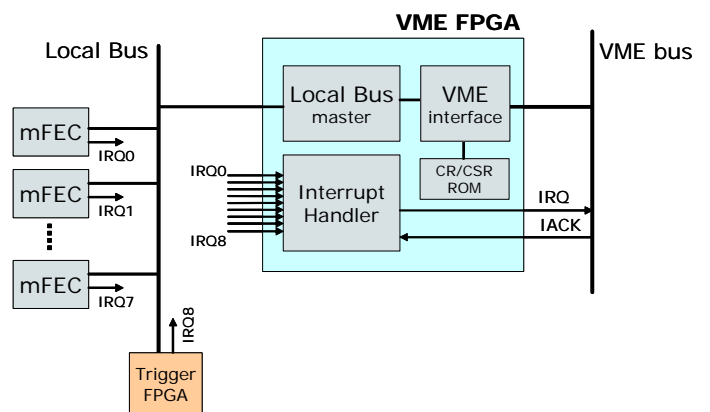 VME FPGA
Local Bus
VME bus
Local Bus
master
VME
interface
mFEC
IRQ0
CR/CSR
ROM
IRQ0
mFEC
IRQ1
Interrupt
Handler
IRQ
IRQ8
IACK
mFEC
IRQ7
IRQ8
Trigger
FPGA